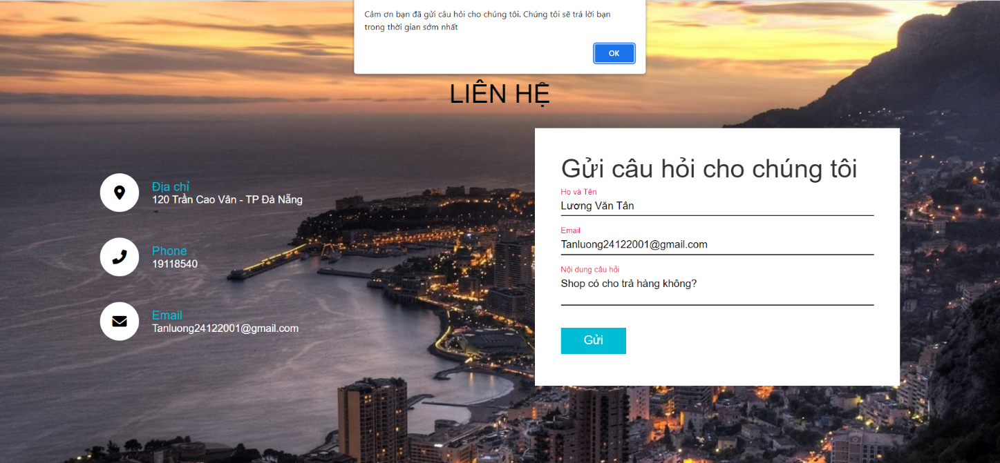 Cảm ơn bạn đã gửi câu hỏi cho chúng tôi. Chúng tôi sẽ trả lời bạn
trong thời gian sớm nhất
OK
LIÊN HỆ
Địa chỉ
120 Trần Cao Vân - TP Đà Nẵng
Phone
19118540
Email
Tanluong24122001@gmail.com
Gửi câu hỏi cho chúng tôi
Họ và Tên
Lương Văn Tân
Email
Tanluong24122001@gmail.com
Nội dung câu hỏi
Shop có cho trả hàng không?
Gửi